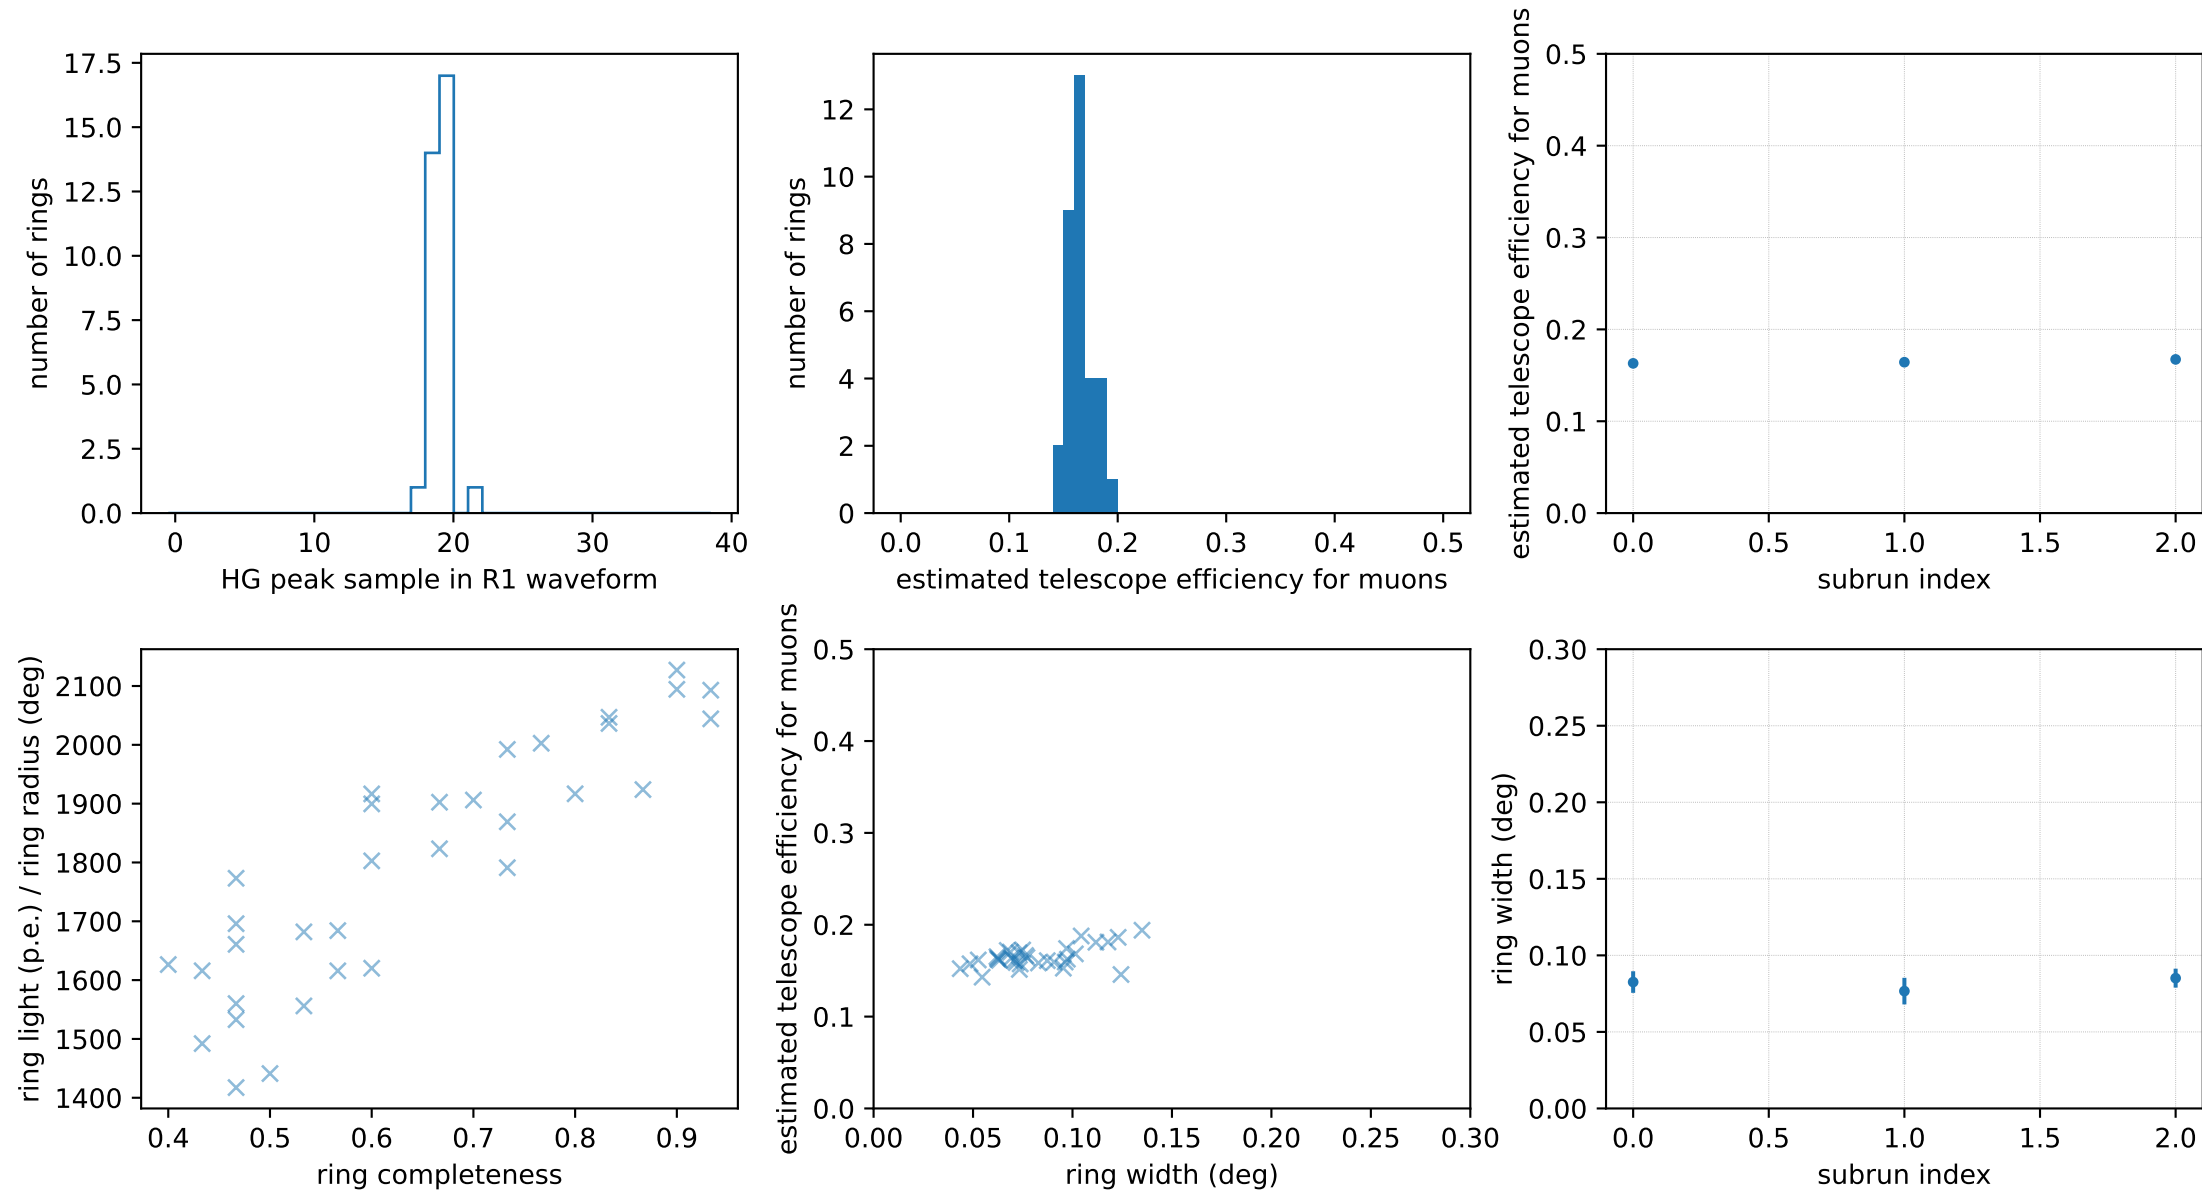 17.5
15.0
12.5
10.0
7.5
5.0
2.5
0.0
number of rings
0 10 20 30 40
HG peak sample in R1 waveform
12
10
8
6
4
2
0
number of rings
0.0 0.1 0.2 0.3 0.4 0.5
estimated telescope efficiency for muons
0.5
0.4
0.3
0.2
0.1
0.0
estimated telescope efficiency for muons
0.0 0.5 1.0 1.5 2.0
subrun index
2100
2000
1900
1800
1700
1600
1500
1400
ring light (p.e.) / ring radius (deg)
0.4 0.5 0.6 0.7 0.8 0.9
ring completeness
0.5
0.4
0.3
0.2
0.1
0.0
estimated telescope efficiency for muons
0.00 0.05 0.10 0.15 0.20 0.25 0.30
ring width (deg)
0.30
0.25
0.20
0.15
0.10
0.05
0.00
ring width (deg)
0.0 0.5 1.0 1.5 2.0
subrun index